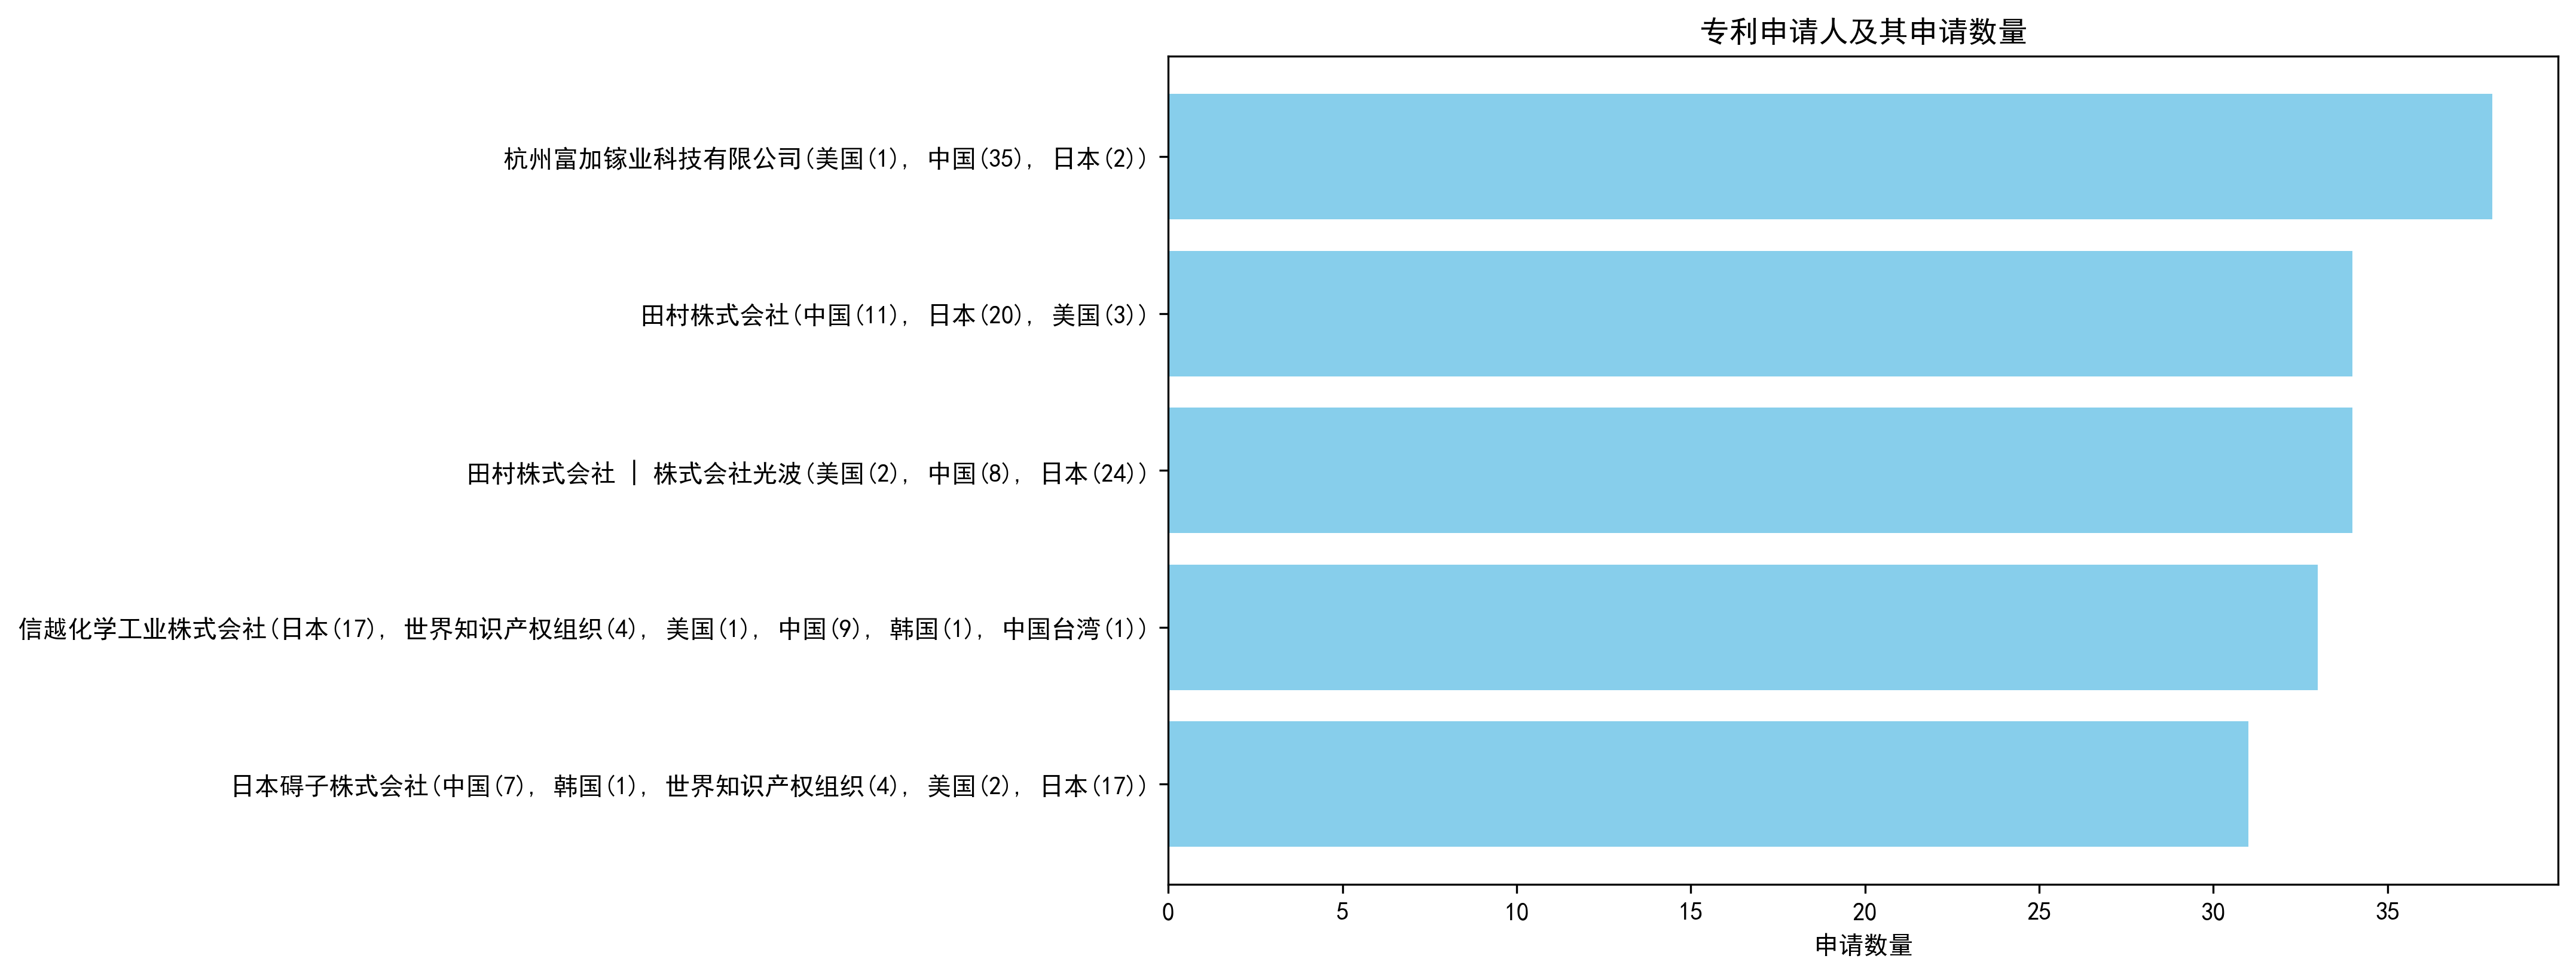 专利申请人及其申请数量
杭州富加镓业科技有限公司(美国(1), 中国(35), 日本(2))
田村株式会社(中国(11), 日本(20), 美国(3))
田村株式会社 | 株式会社光波(美国(2), 中国(8), 日本(24))
信越化学工业株式会社(日本(17), 世界知识产权组织(4), 美国(1), 中国(9), 韩国(1), 中国台湾(1))
日本碍子株式会社(中国(7), 韩国(1), 世界知识产权组织(4), 美国(2), 日本(17))
0 5 10 15 20 25 30 35
申请数量